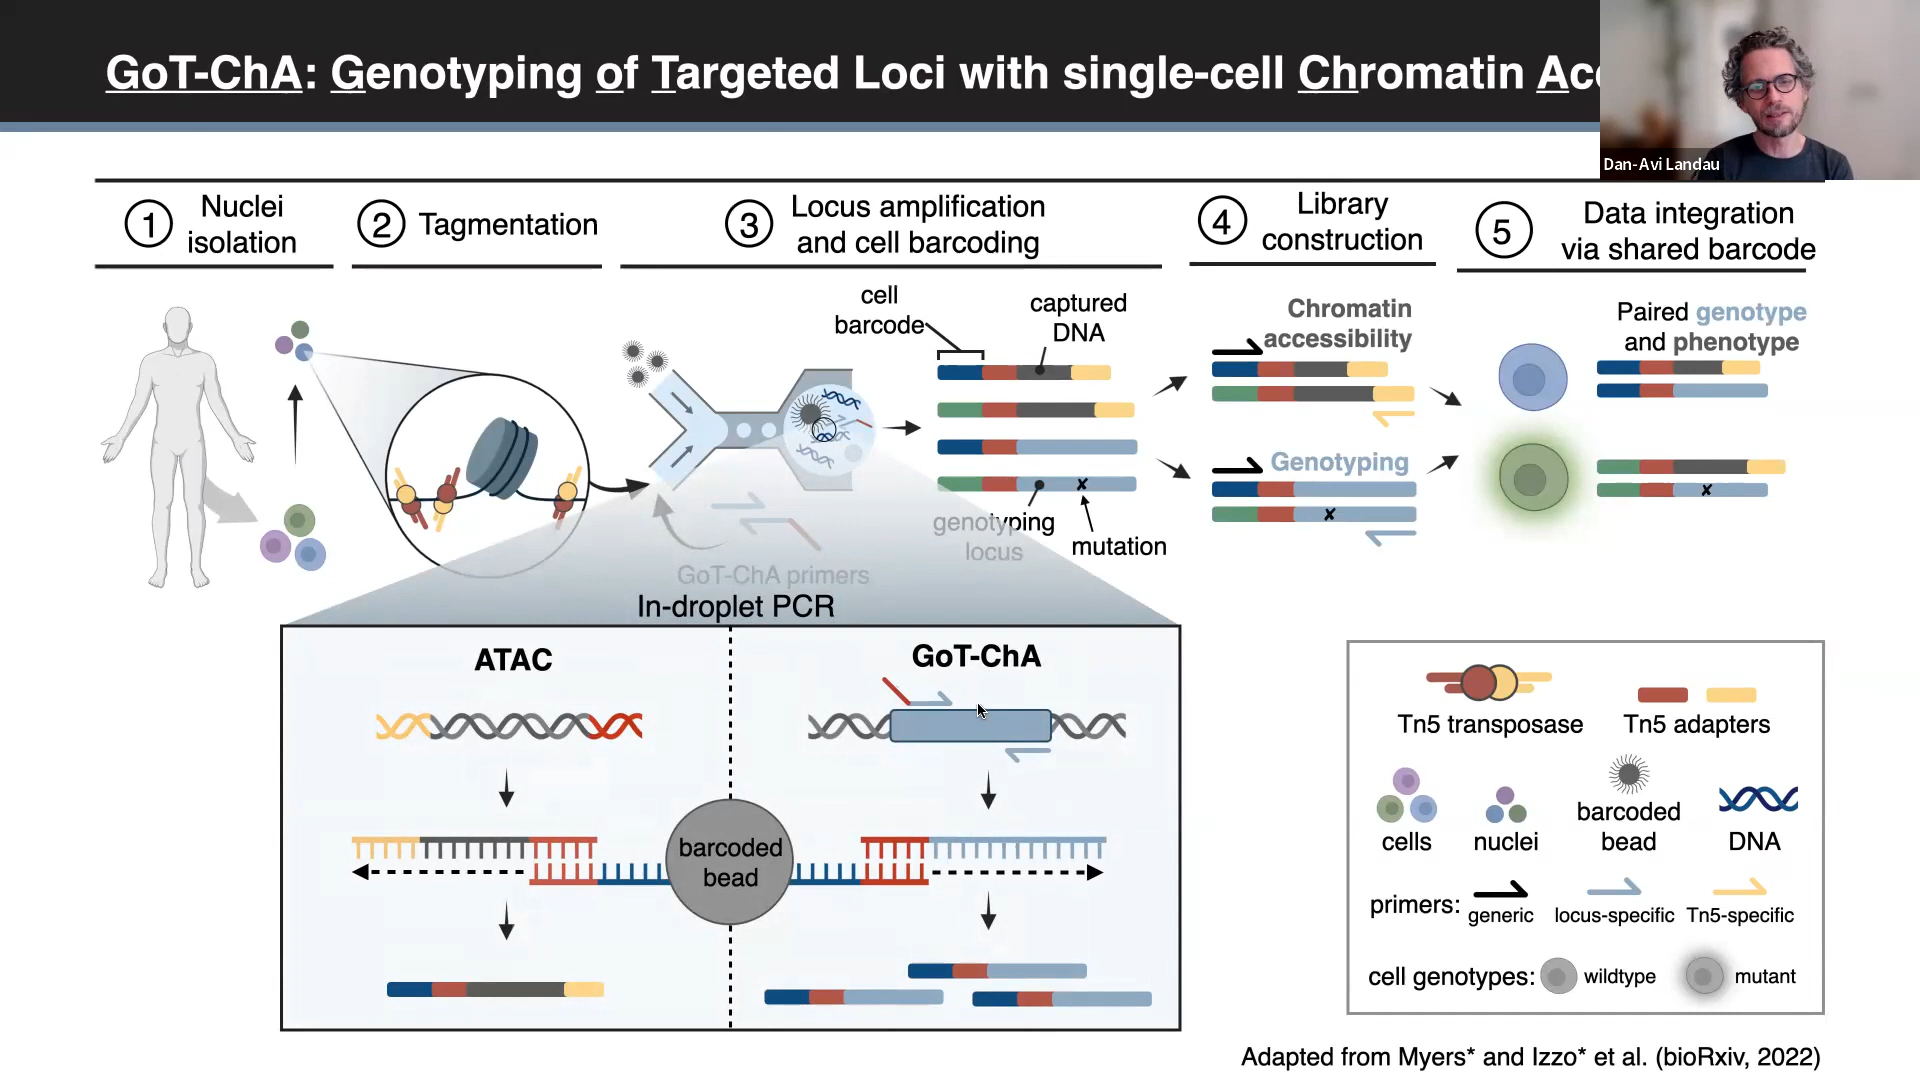 GoT-ChA: Genotyping of Targeted Loci with single-cell Chromatin
Dan-Avi Landau
1
Nuclei
isolation
2
Tagmentation
3
Locus amplification
and cell barcoding
4
Library
construction
5
Data integration
via shared barcode
cell
barcode
captured
DNA
genotyping
locus
mutation
GoT-ChA primers
In-droplet PCR
Chromatin
accessibility
Genotyping
Paired genotype
and phenotype
ATAC
GoT-ChA
barcoded
bead
Tn5 transposase
Tn5 adapters
cells
nuclei
barcoded
bead
DNA
primers:
generic
locus-specific
Tn5-specific
cell genotypes:
wildtype
mutant
Adapted from Myers* and Izzo* et al. (bioRxiv, 2022)